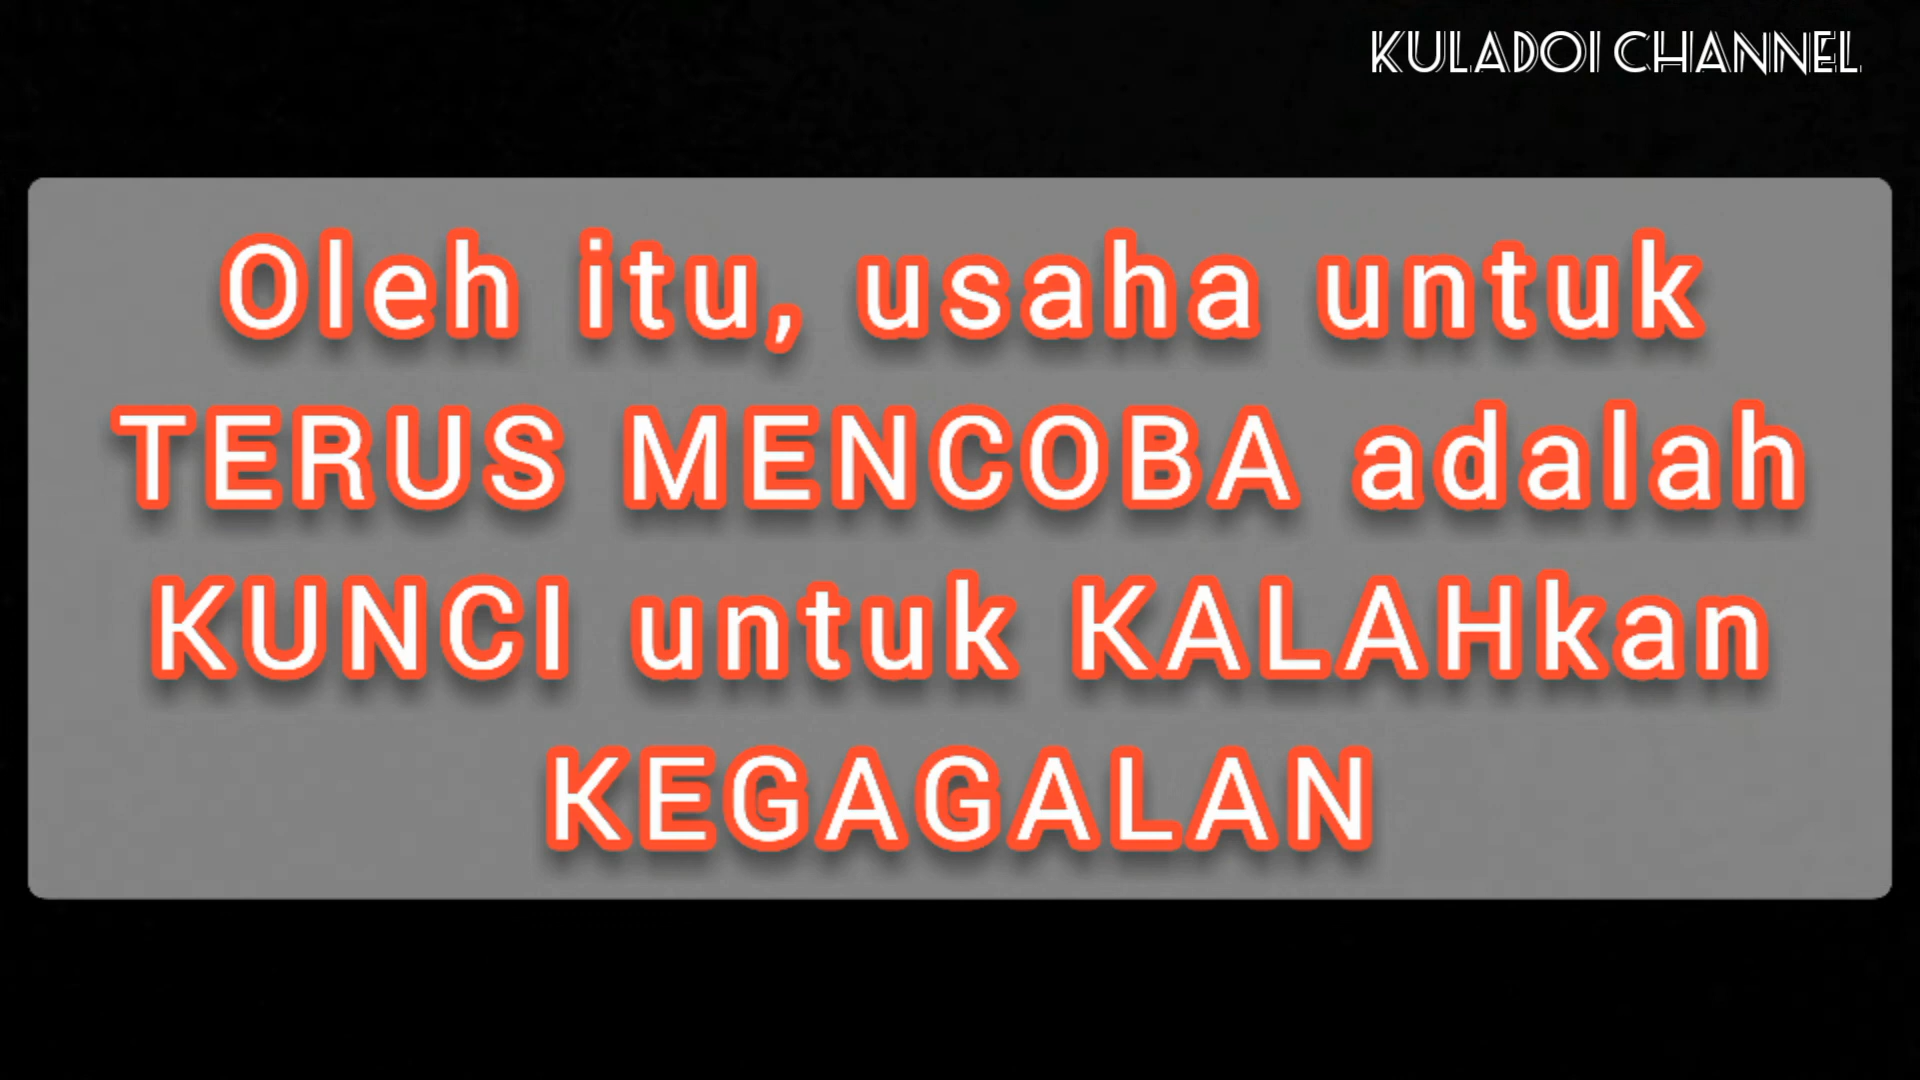 KULADOI CHANNEL
Oleh itu, usaha untuk
TERUS MENCOBA adalah
KUNCI untuk KALAHkan
KEGAGALAN